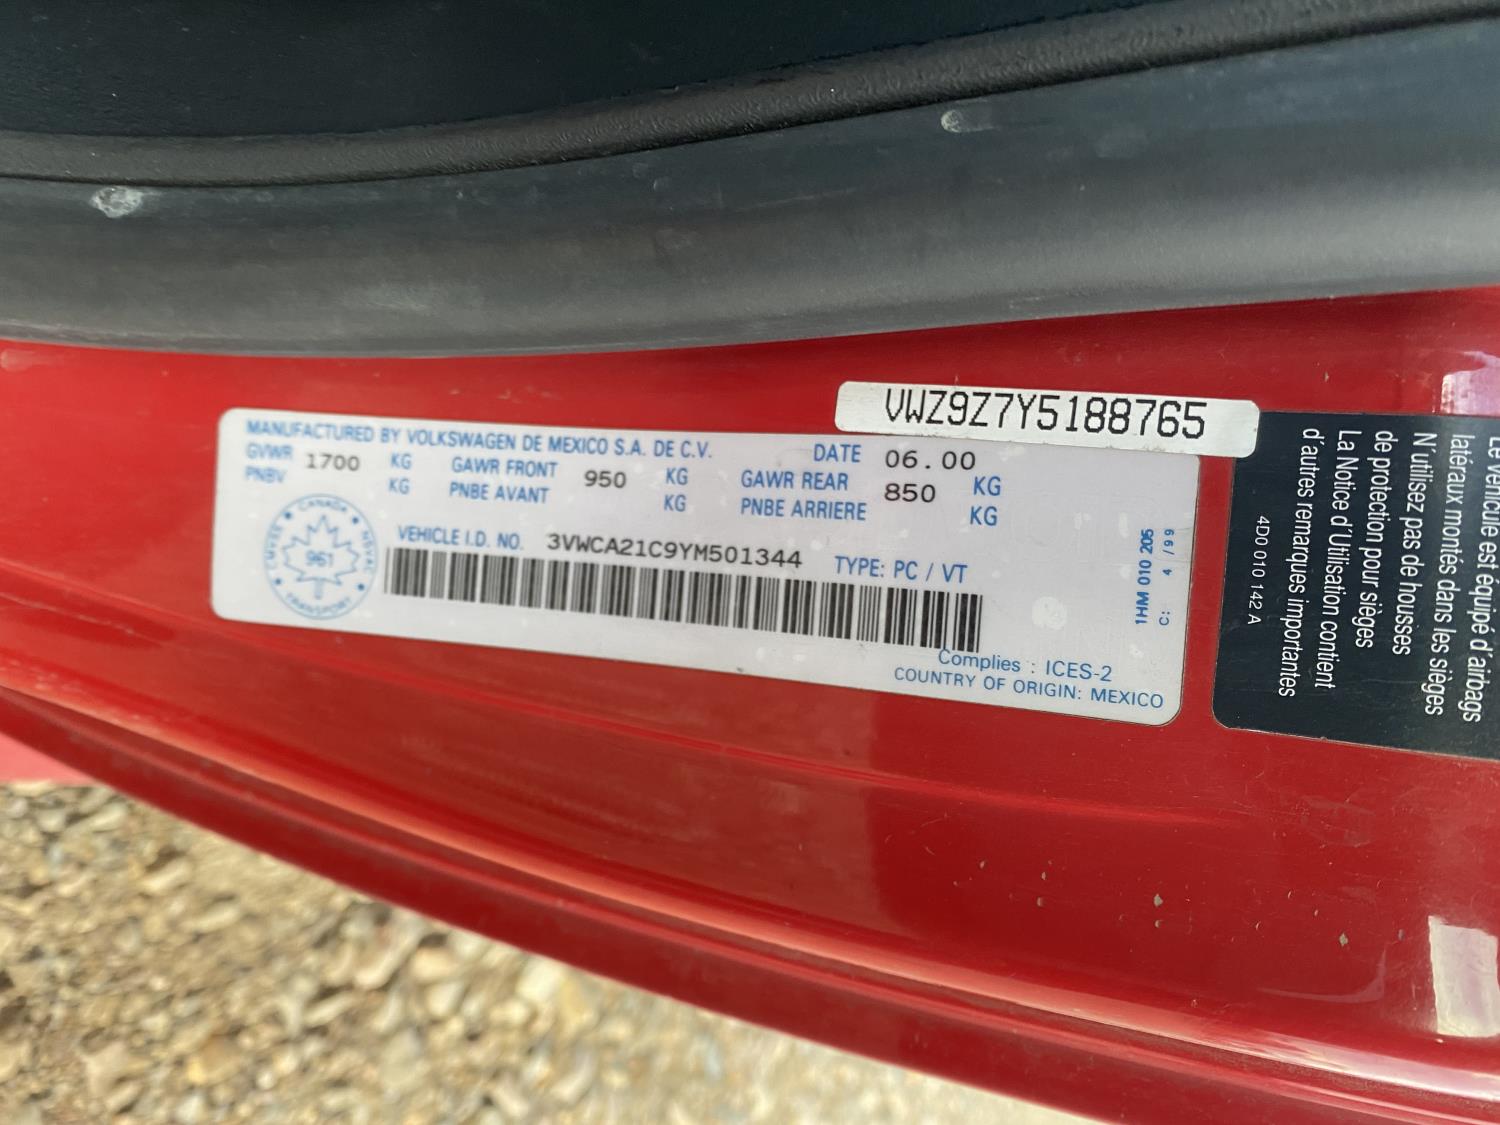 VWZ9Z7Y5188765
MANUFACTURED BY VOLKSWAGEN DE MEXICO S.A. DE C.V.
DATE 06.00
GVWR 1700 KG GAWR FRONT 950 KG GAWR REAR 850 KG
PNBV KG PNBE AVANT KG PNBE ARRIERE KG
CANADA
CMVSS NSVAC
961
TRANSPORT
VEHICLE I.D. NO. 3VWCA21C9YM501344 TYPE: PC / VT
Complies : ICES-2
COUNTRY OF ORIGIN: MEXICO
1HM 010 205
C: 4 / 99
Le véhicule est équipé d'airbags
latéraux montés dans les sièges
N'utilisez pas de housses
de protection pour sièges
La Notice d'Utilisation contient
d'autres remarques importantes
4D0 010 142 A